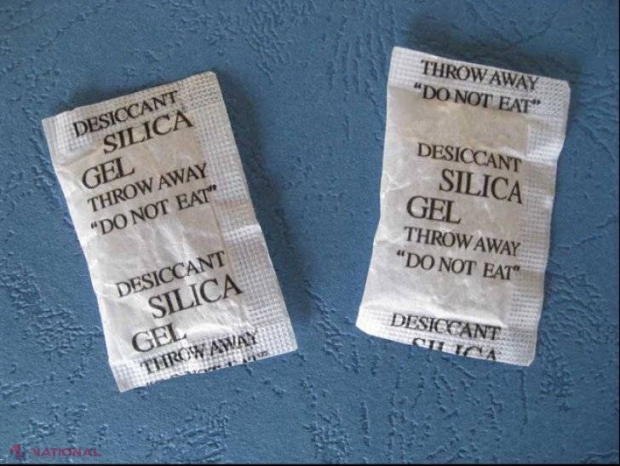 DESICCANT
SILICA
GEL
THROW AWAY
"DO NOT EAT"
DESICCANT
SILICA
GEL
THROW AWAY
THROW AWAY
"DO NOT EAT"
DESICCANT
SILICA
GEL
THROW AWAY
"DO NOT EAT"
DESICCANT
SILICA
NATIONAL